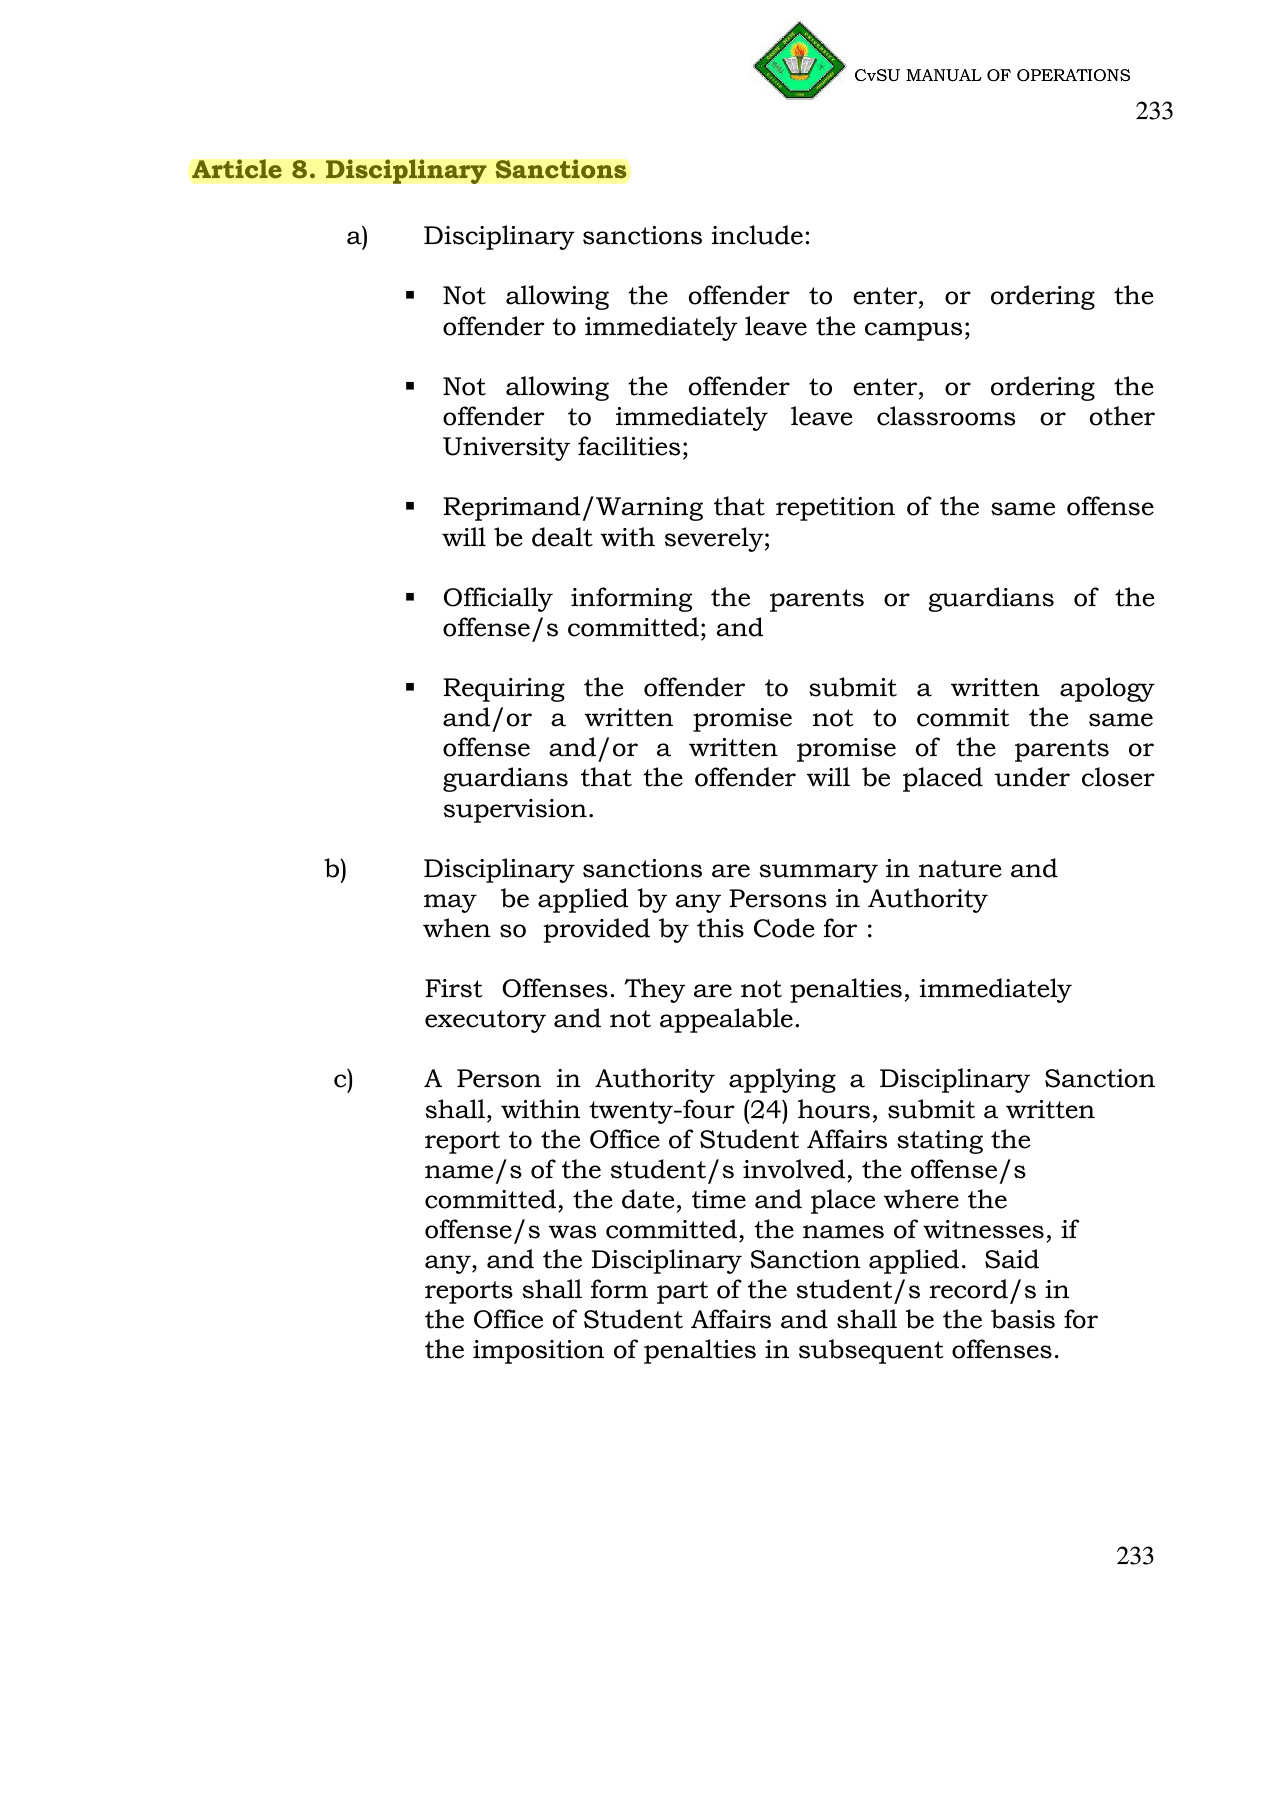 CvSU MANUAL OF OPERATIONS
233
Article 8. Disciplinary Sanctions
a) Disciplinary sanctions include:
▪ Not allowing the offender to enter, or ordering the
offender to immediately leave the campus;
▪ Not allowing the offender to enter, or ordering the
offender to immediately leave classrooms or other
University facilities;
▪ Reprimand/Warning that repetition of the same offense
will be dealt with severely;
▪ Officially informing the parents or guardians of the
offense/s committed; and
▪ Requiring the offender to submit a written apology
and/or a written promise not to commit the same
offense and/or a written promise of the parents or
guardians that the offender will be placed under closer
supervision.
b) Disciplinary sanctions are summary in nature and
may be applied by any Persons in Authority
when so provided by this Code for :
First Offenses. They are not penalties, immediately
executory and not appealable.
c) A Person in Authority applying a Disciplinary Sanction
shall, within twenty-four (24) hours, submit a written
report to the Office of Student Affairs stating the
name/s of the student/s involved, the offense/s
committed, the date, time and place where the
offense/s was committed, the names of witnesses, if
any, and the Disciplinary Sanction applied. Said
reports shall form part of the student/s record/s in
the Office of Student Affairs and shall be the basis for
the imposition of penalties in subsequent offenses.
233